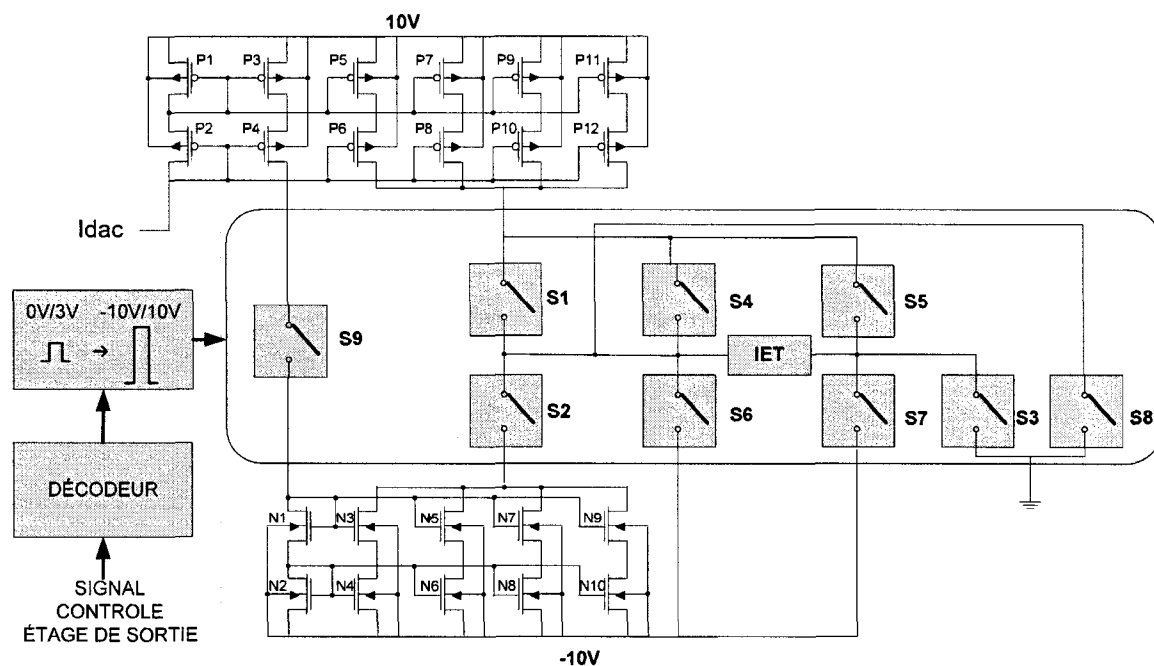 10V
P1 P3 P5 P7 P9 P11
P2 P4 P6 P8 P10 P12
Idac
0V/3V -10V/10V
S9
S1
S4
S5
IET
S2
S6
S7
S3
S8
DÉCODEUR
N1 N3 N5 N7 N9
N2 N4 N6 N8 N10
SIGNAL
CONTROLE
ÉTAGE DE SORTIE
-10V